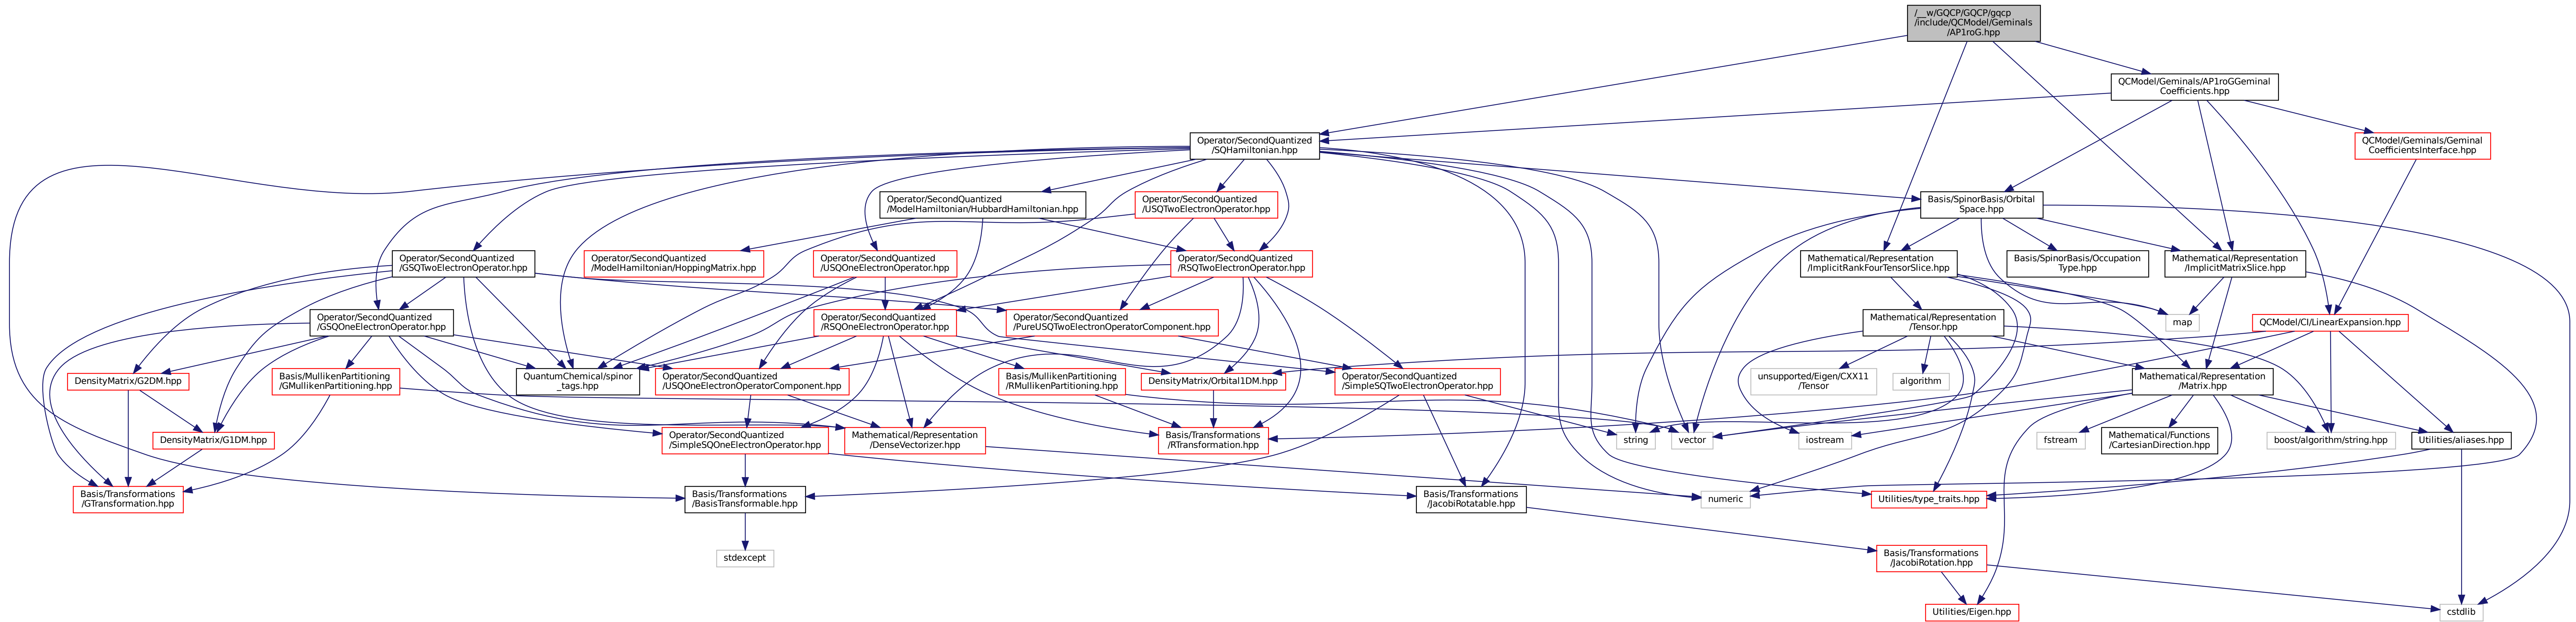 /__w/GQCP/GQCP/gqcp
/include/QCModel/Geminals
/AP1roG.hpp
QCModel/Geminals/AP1roGGeminal
Coefficients.hpp
Operator/SecondQuantized
/SQHamiltonian.hpp
QCModel/Geminals/Geminal
CoefficientsInterface.hpp
Operator/SecondQuantized
/ModelHamiltonian/HubbardHamiltonian.hpp
Operator/SecondQuantized
/USQTwoElectronOperator.hpp
Basis/SpinorBasis/Orbital
Space.hpp
Operator/SecondQuantized
/GSQTwoElectronOperator.hpp
Operator/SecondQuantized
/ModelHamiltonian/HoppingMatrix.hpp
Operator/SecondQuantized
/USQOneElectronOperator.hpp
Operator/SecondQuantized
/RSQTwoElectronOperator.hpp
Mathematical/Representation
/ImplicitRankFourTensorSlice.hpp
Basis/SpinorBasis/Occupation
Type.hpp
Mathematical/Representation
/ImplicitMatrixSlice.hpp
Operator/SecondQuantized
/GSQOneElectronOperator.hpp
Operator/SecondQuantized
/RSQOneElectronOperator.hpp
Operator/SecondQuantized
/PureUSQTwoElectronOperatorComponent.hpp
Mathematical/Representation
/Tensor.hpp
map
QCModel/CI/LinearExpansion.hpp
DensityMatrix/G2DM.hpp
Basis/MullikenPartitioning
/GMullikenPartitioning.hpp
QuantumChemical/spinor
_tags.hpp
Operator/SecondQuantized
/USQOneElectronOperatorComponent.hpp
Basis/MullikenPartitioning
/RMullikenPartitioning.hpp
DensityMatrix/Orbital1DM.hpp
Operator/SecondQuantized
/SimpleSQTwoElectronOperator.hpp
unsupported/Eigen/CXX11
/Tensor
algorithm
Mathematical/Representation
/Matrix.hpp
DensityMatrix/G1DM.hpp
Operator/SecondQuantized
/SimpleSQOneElectronOperator.hpp
Mathematical/Representation
/DenseVectorizer.hpp
Basis/Transformations
/RTransformation.hpp
string
vector
iostream
fstream
Mathematical/Functions
/CartesianDirection.hpp
boost/algorithm/string.hpp
Utilities/aliases.hpp
Basis/Transformations
/GTransformation.hpp
Basis/Transformations
/BasisTransformable.hpp
Basis/Transformations
/JacobiRotatable.hpp
numeric
Utilities/type_traits.hpp
stdexcept
Basis/Transformations
/JacobiRotation.hpp
Utilities/Eigen.hpp
cstdlib